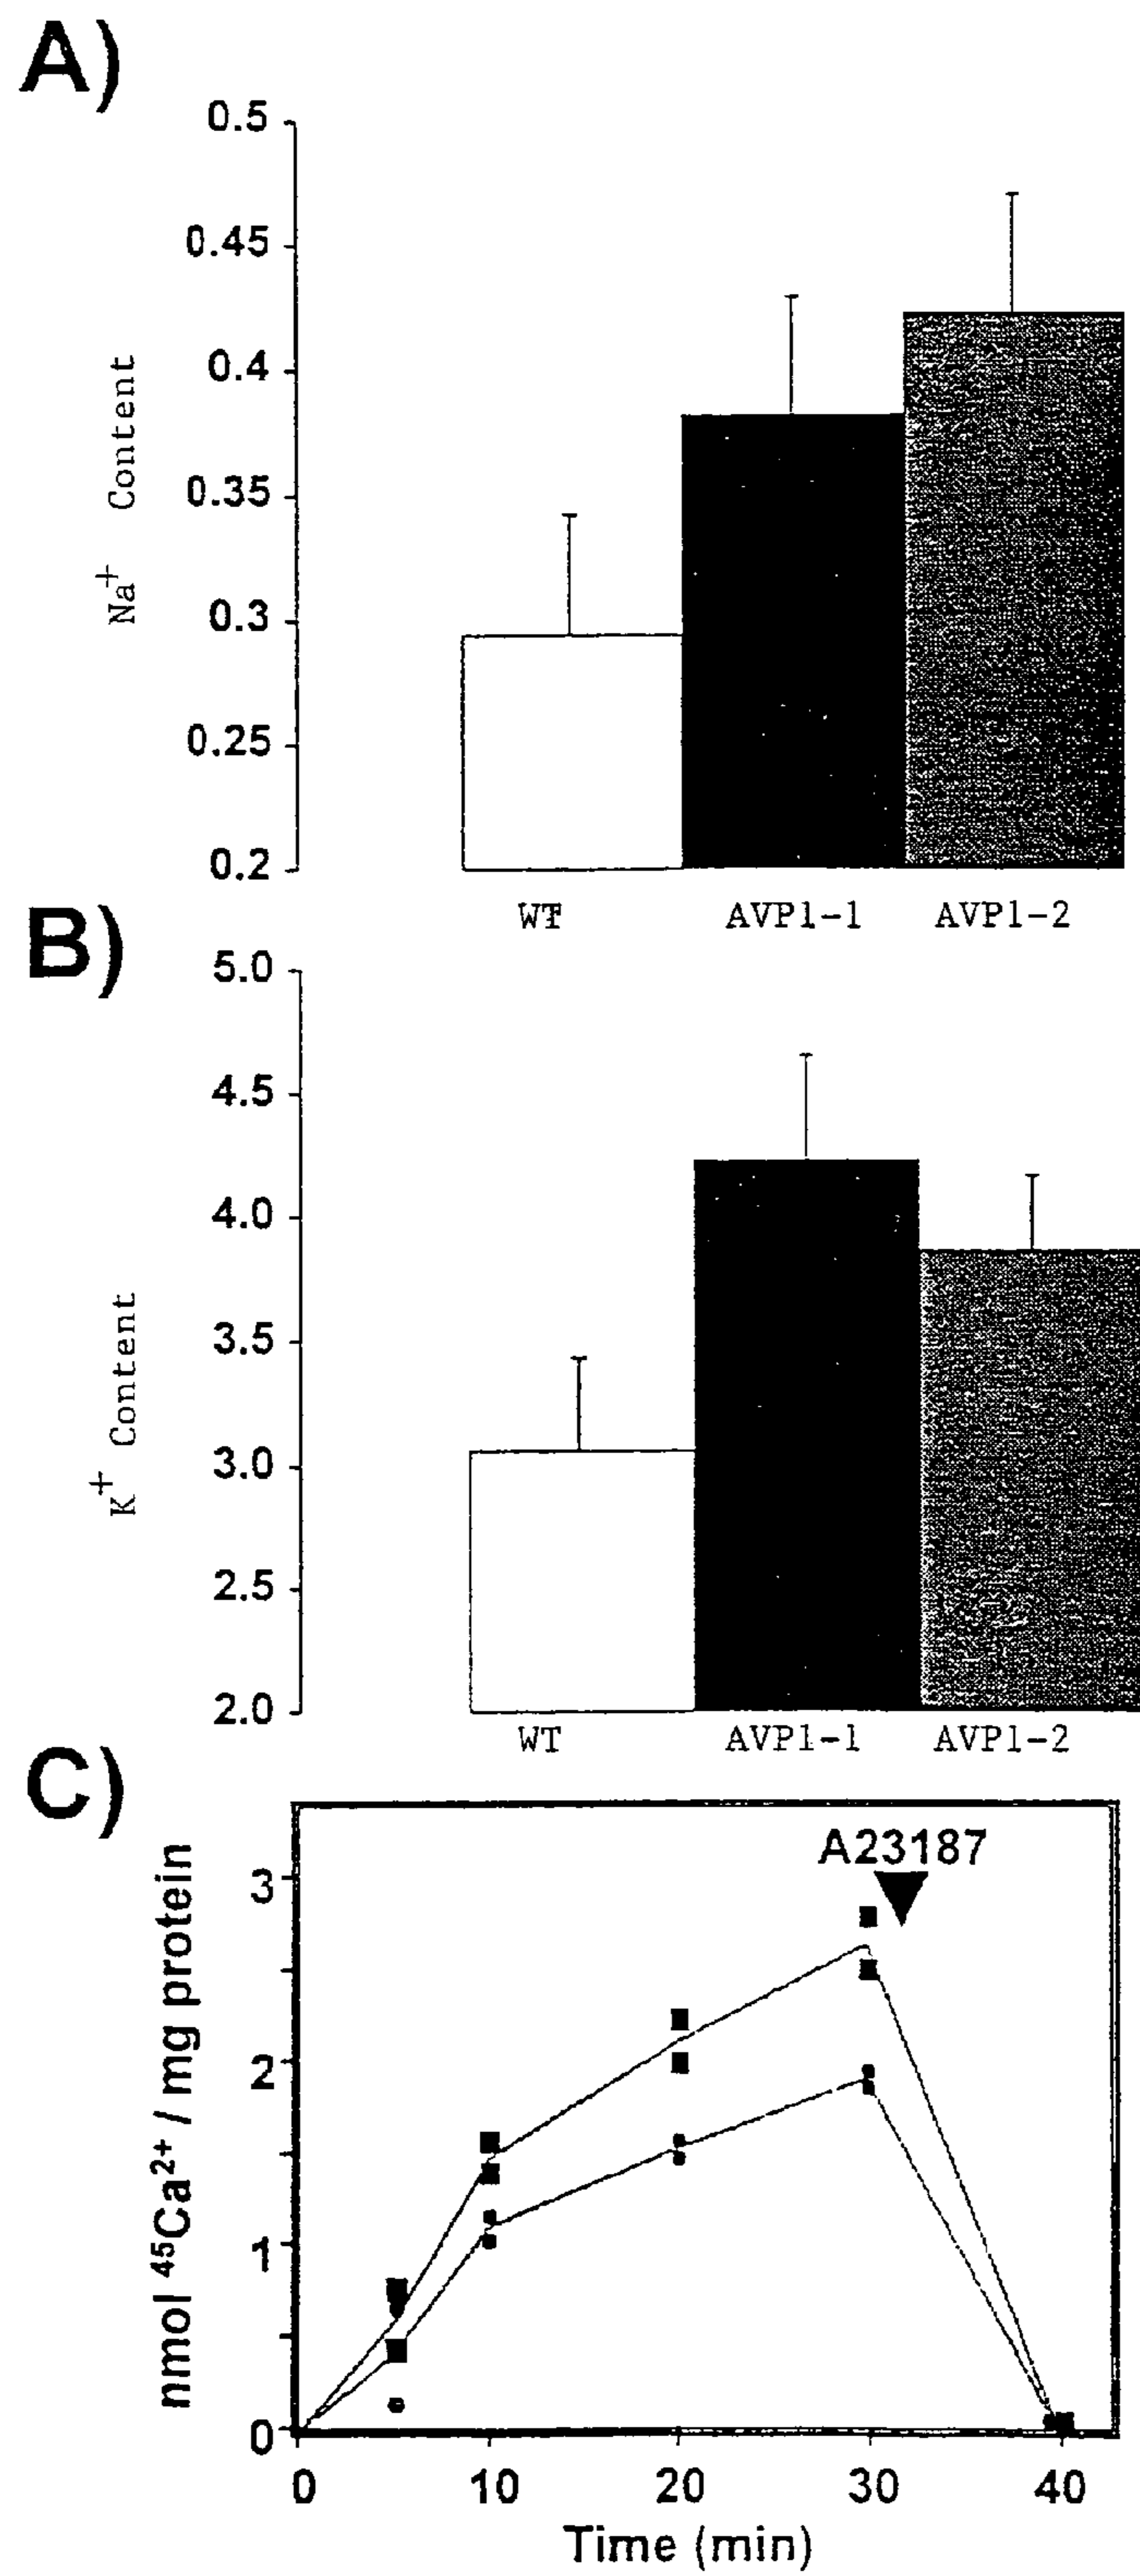 A)
0.5
0.45
0.4
0.35
0.3
0.25
0.2
Na+ Content
WT
AVP1-1
AVP1-2
B)
5.0
4.5
4.0
3.5
3.0
2.5
2.0
K+ Content
WT
AVP1-1
AVP1-2
C)
A23187
3
2
1
0
nmol 45Ca2+ / mg protein
0 10 20 30 40
Time (min)